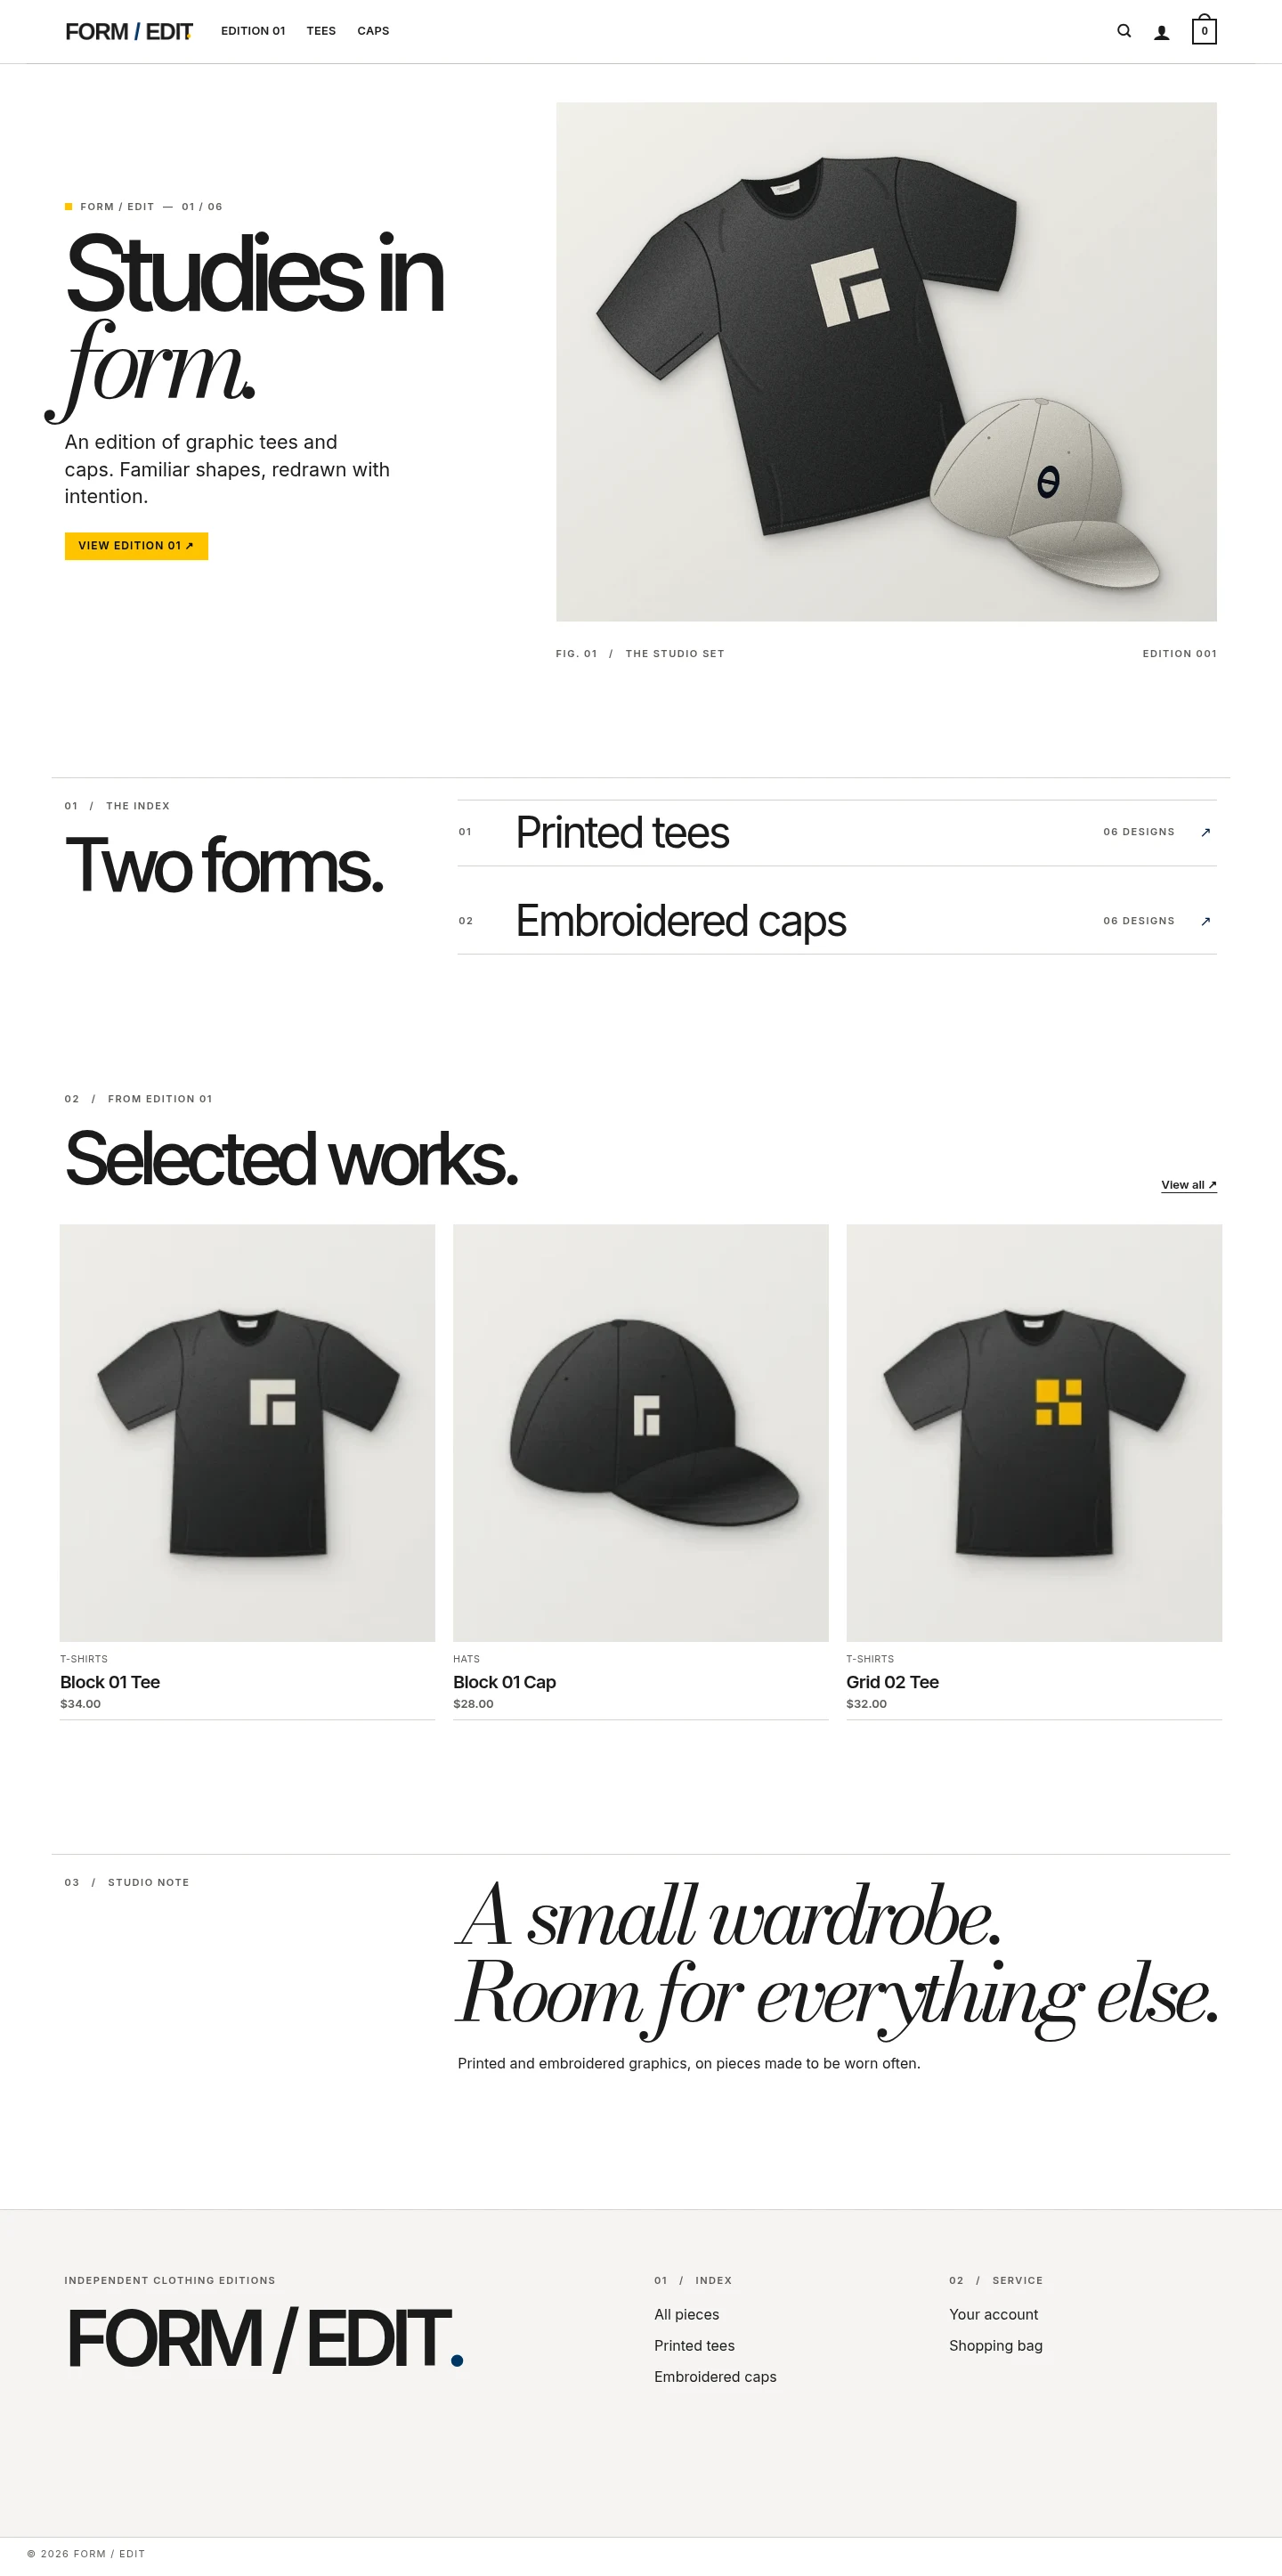 FORM / EDIT.
EDITION 01
TEES
CAPS
0
FORM / EDIT — 01 / 06
Studies in
form.
An edition of graphic tees and
caps. Familiar shapes, redrawn with
intention.
VIEW EDITION 01 ↗
FIG. 01 / THE STUDIO SET
EDITION 001
01 / THE INDEX
Two forms.
01 Printed tees 06 DESIGNS ↗
02 Embroidered caps 06 DESIGNS ↗
02 / FROM EDITION 01
Selected works.
View all ↗
T-SHIRTS
Block 01 Tee
$34.00
HATS
Block 01 Cap
$28.00
T-SHIRTS
Grid 02 Tee
$32.00
03 / STUDIO NOTE
A small wardrobe.
Room for everything else.
Printed and embroidered graphics, on pieces made to be worn often.
INDEPENDENT CLOTHING EDITIONS
FORM / EDIT.
01 / INDEX
All pieces
Printed tees
Embroidered caps
02 / SERVICE
Your account
Shopping bag
© 2026 FORM / EDIT